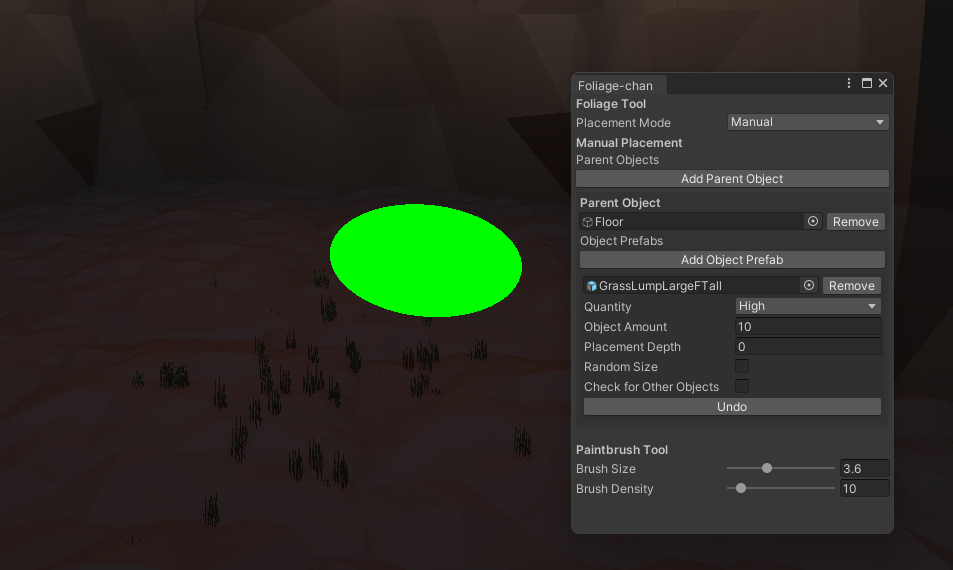 Foliage-chan
Foliage Tool
Placement Mode Manual
Manual Placement
Parent Objects
Add Parent Object
Parent Object
Floor Remove
Object Prefabs
Add Object Prefab
GrassLumpLargeFTall Remove
Quantity High
Object Amount 10
Placement Depth 0
Random Size
Check for Other Objects
Undo
Paintbrush Tool
Brush Size 3.6
Brush Density 10